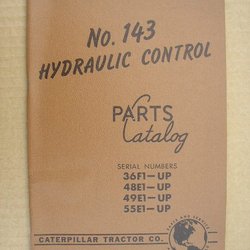 No. 143
HYDRAULIC CONTROL
PARTS
Catalog
SERIAL NUMBERS
36F1—UP
48E1—UP
49E1—UP
55E1—UP
CATERPILLAR TRACTOR CO.